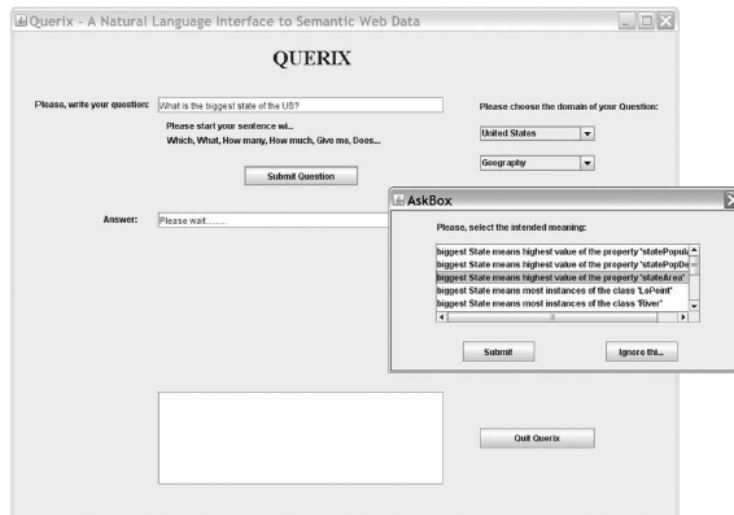 Querix - A Natural Language Interface to Semantic Web Data
QUERIX
Please, write your question:
What is the biggest state of the US?
Please choose the domain of your Question:
Please start your sentence wi...
Which, What, How many, How much, Give me, Does...
United States
Submit Question
Geography
AskBox
Answer:
Please wait.........
Please, select the intended meaning:
biggest State means highest value of the property 'statePopula
biggest State means highest value of the property 'statePopDe
biggest State means highest value of the property 'stateArea'
biggest State means most instances of the class 'LoPoint'
biggest State means most instances of the class 'River'
Submit
Ignore thi...
Quit Querix